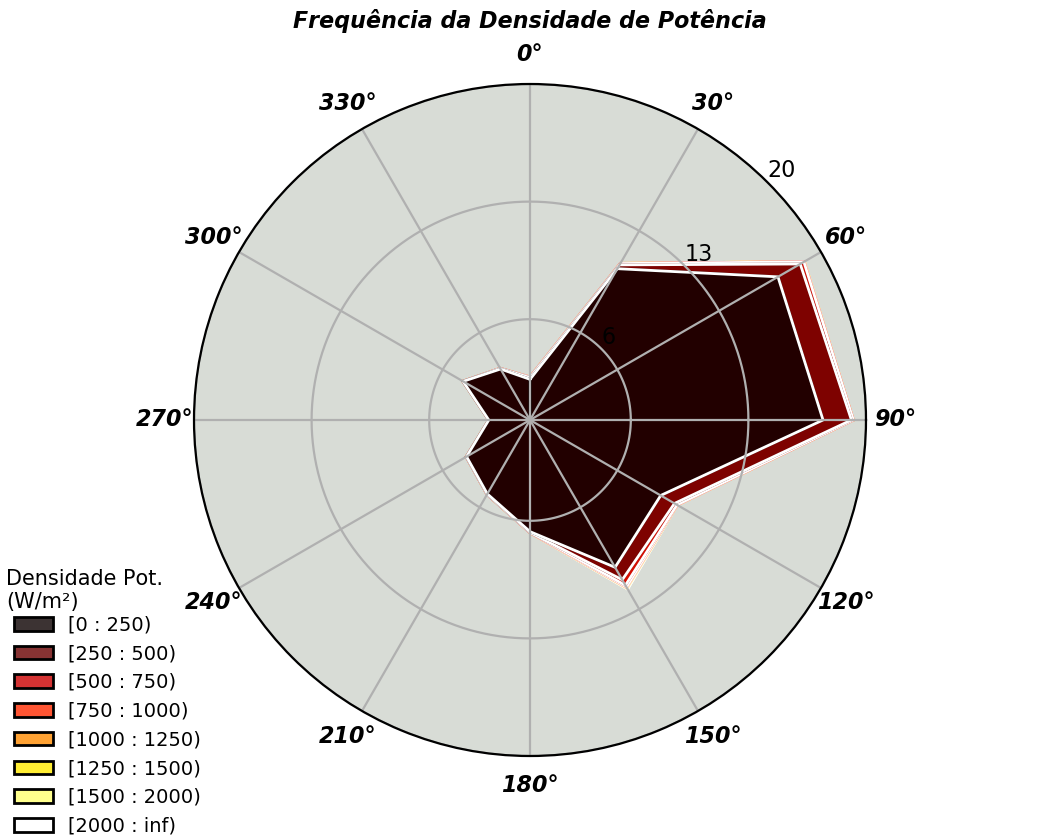 Frequência da Densidade de Potência
0°
330°
30°
20
300°
60°
13
6
270°
90°
Densidade Pot.
(W/m²)
240°
120°
[0 : 250)
[250 : 500)
[500 : 750)
[750 : 1000)
210°
150°
[1000 : 1250)
[1250 : 1500)
180°
[1500 : 2000)
[2000 : inf)